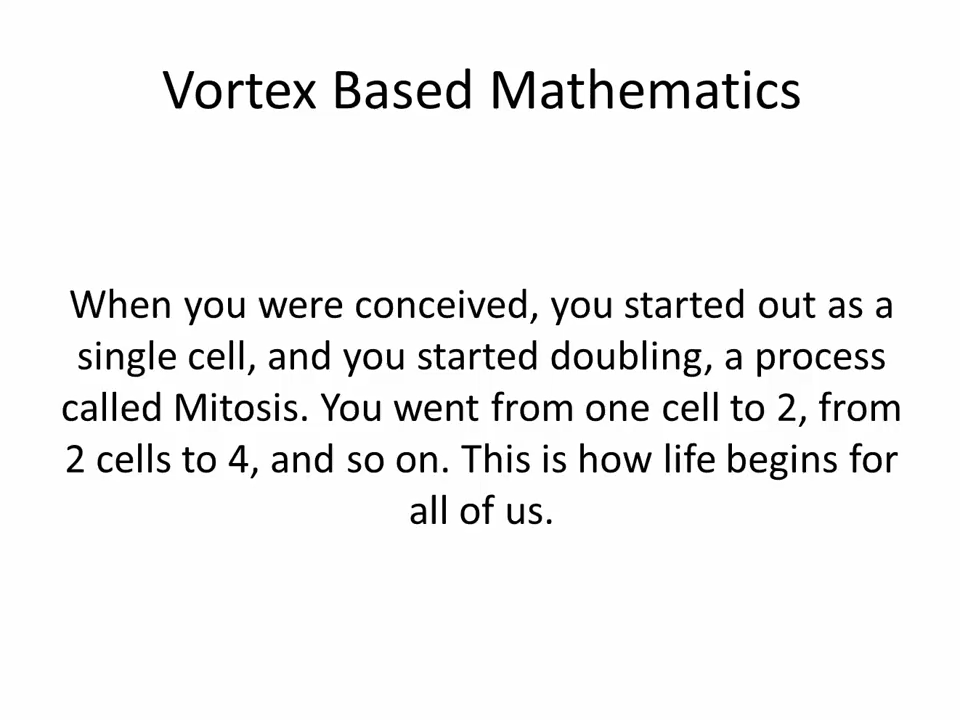 Vortex Based Mathematics
When you were conceived, you started out as a
single cell, and you started doubling, a process
called Mitosis. You went from one cell to 2, from
2 cells to 4, and so on. This is how life begins for
all of us.